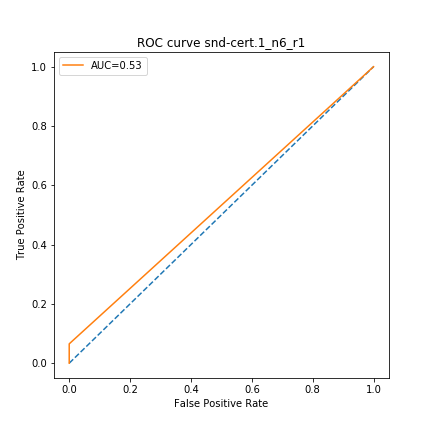 ROC curve snd-cert.1_n6_r1
AUC=0.53
True Positive Rate
1.0
0.8
0.6
0.4
0.2
0.0
0.0 0.2 0.4 0.6 0.8 1.0
False Positive Rate